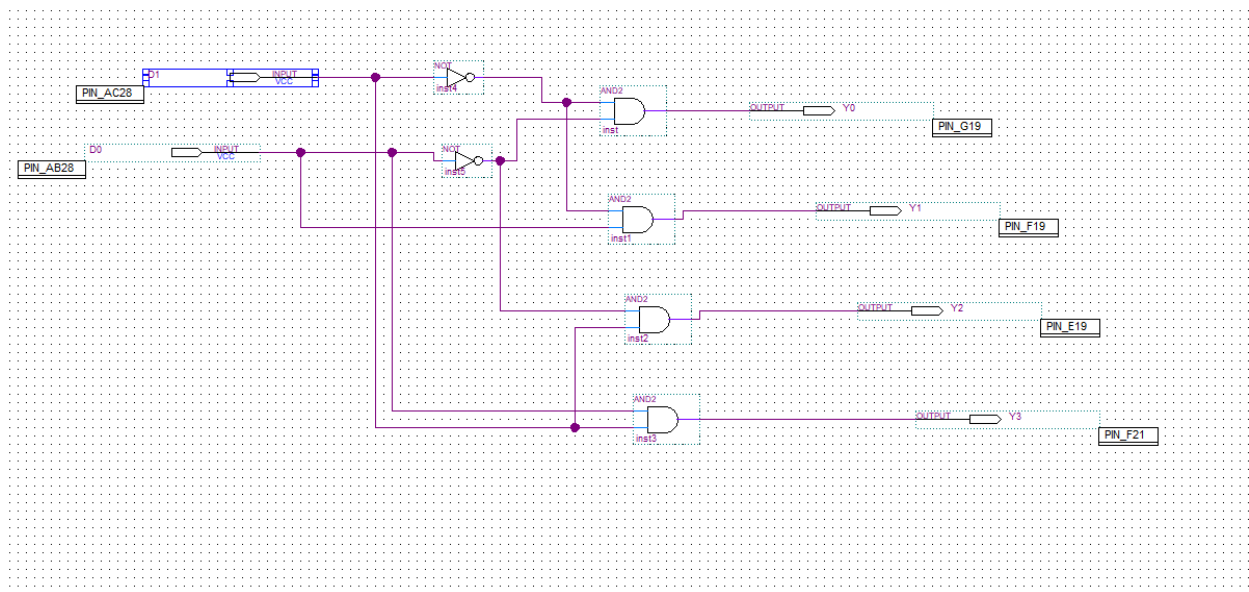 D1
INPUT
VCC
PIN_AC28
NOT
inst4
AND2
inst
OUTPUT
Y0
PIN_G19
D0
INPUT
VCC
PIN_AB28
NOT
inst5
AND2
inst1
OUTPUT
Y1
PIN_F19
AND2
inst2
OUTPUT
Y2
PIN_E19
AND2
inst3
OUTPUT
Y3
PIN_F21